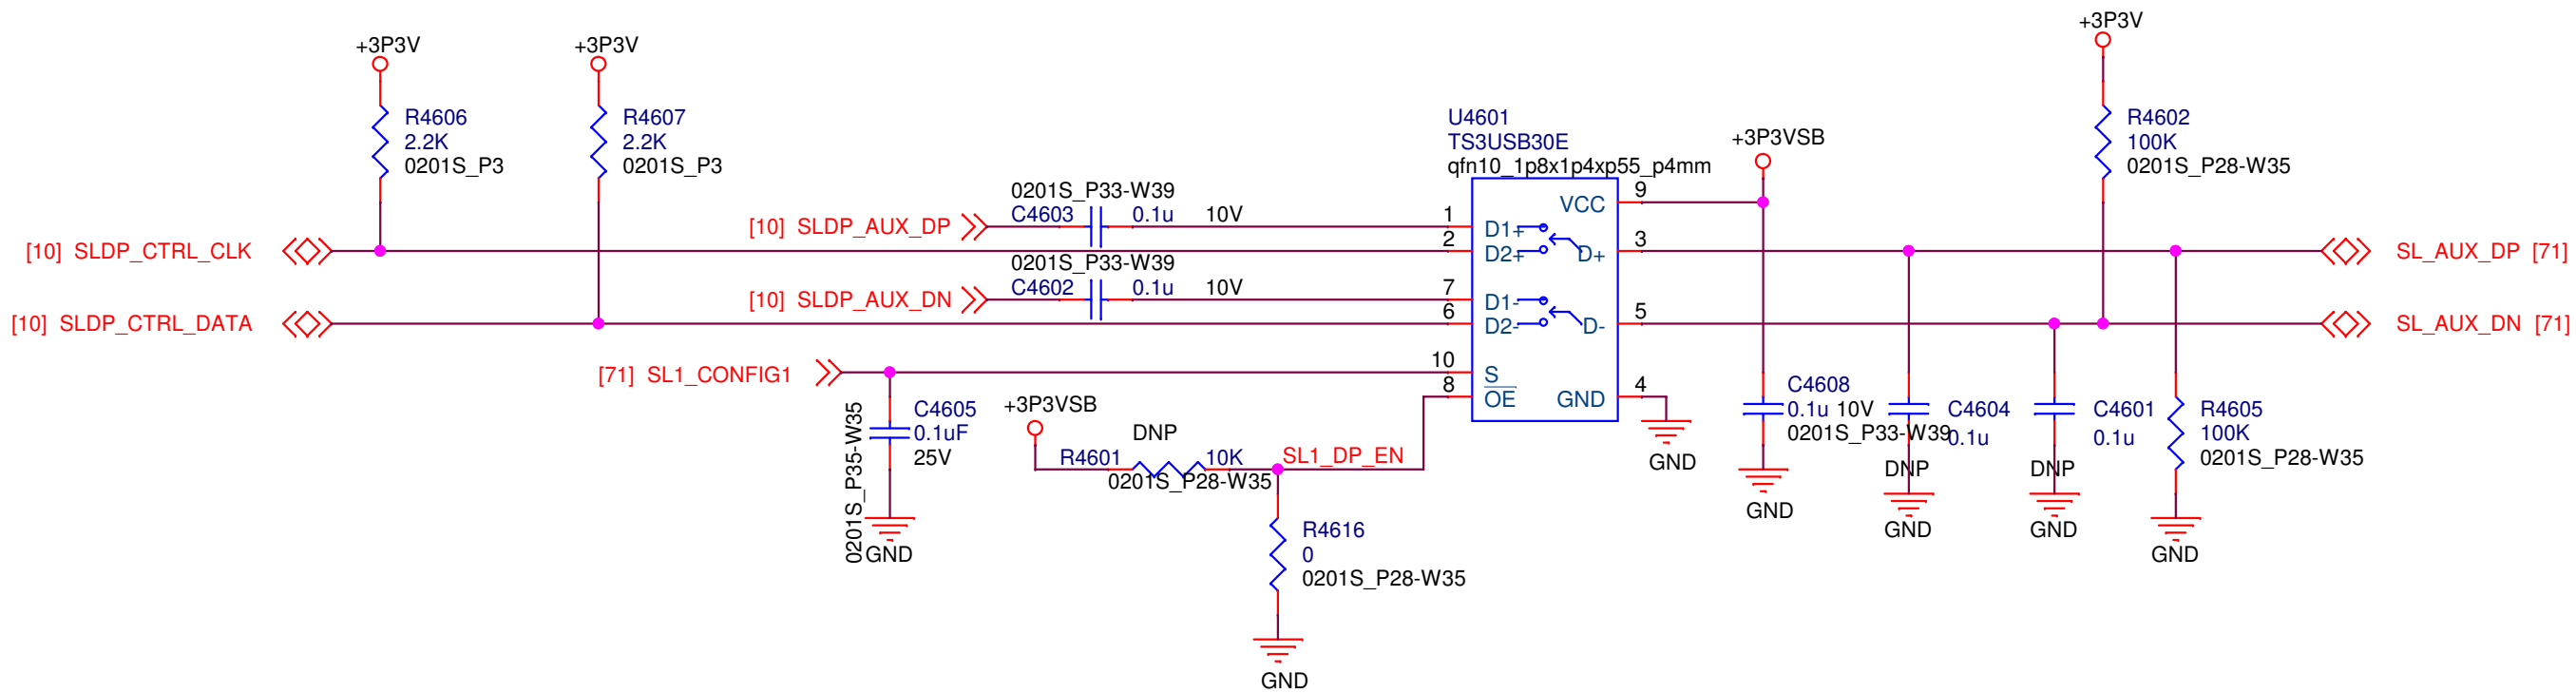 +3P3V
R4606
2.2K
0201S_P3
+3P3V
R4607
2.2K
0201S_P3
[10] SLDP_CTRL_CLK
[10] SLDP_CTRL_DATA
[10] SLDP_AUX_DP
0201S_P33-W39
C4603 0.1u 10V
[10] SLDP_AUX_DN
0201S_P33-W39
C4602 0.1u 10V
[71] SL1_CONFIG1
0201S_P35-W35
C4605
0.1uF
25V
GND
+3P3VSB
DNP
R4601 10K
0201S_P28-W35
SL1_DP_EN
R4616
0
0201S_P28-W35
GND
U4601
TS3USB30E
qfn10_1p8x1p4xp55_p4mm
1 D1+
2 D2+
7 D1-
6 D2-
10 S
8 OE
VCC 9
D+ 3
D- 5
GND 4
GND
+3P3VSB
C4608
0.1u 10V
0201S_P33-W39
GND
C4604
0.1u
DNP
GND
C4601
0.1u
DNP
GND
+3P3V
R4602
100K
0201S_P28-W35
R4605
100K
0201S_P28-W35
GND
SL_AUX_DP [71]
SL_AUX_DN [71]